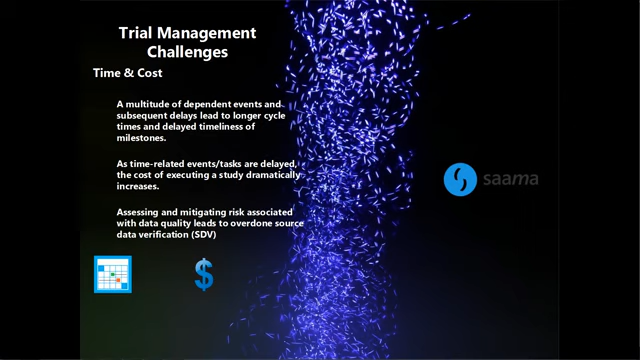 Trial Management
Challenges
Time & Cost
A multitude of dependent events and
subsequent delays lead to longer cycle
times and delayed timeliness of
milestones.
As time-related events/tasks are delayed,
the cost of executing a study dramatically
increases.
Assessing and mitigating risk associated
with data quality leads to overdone source
data verification (SDV)
$
saama